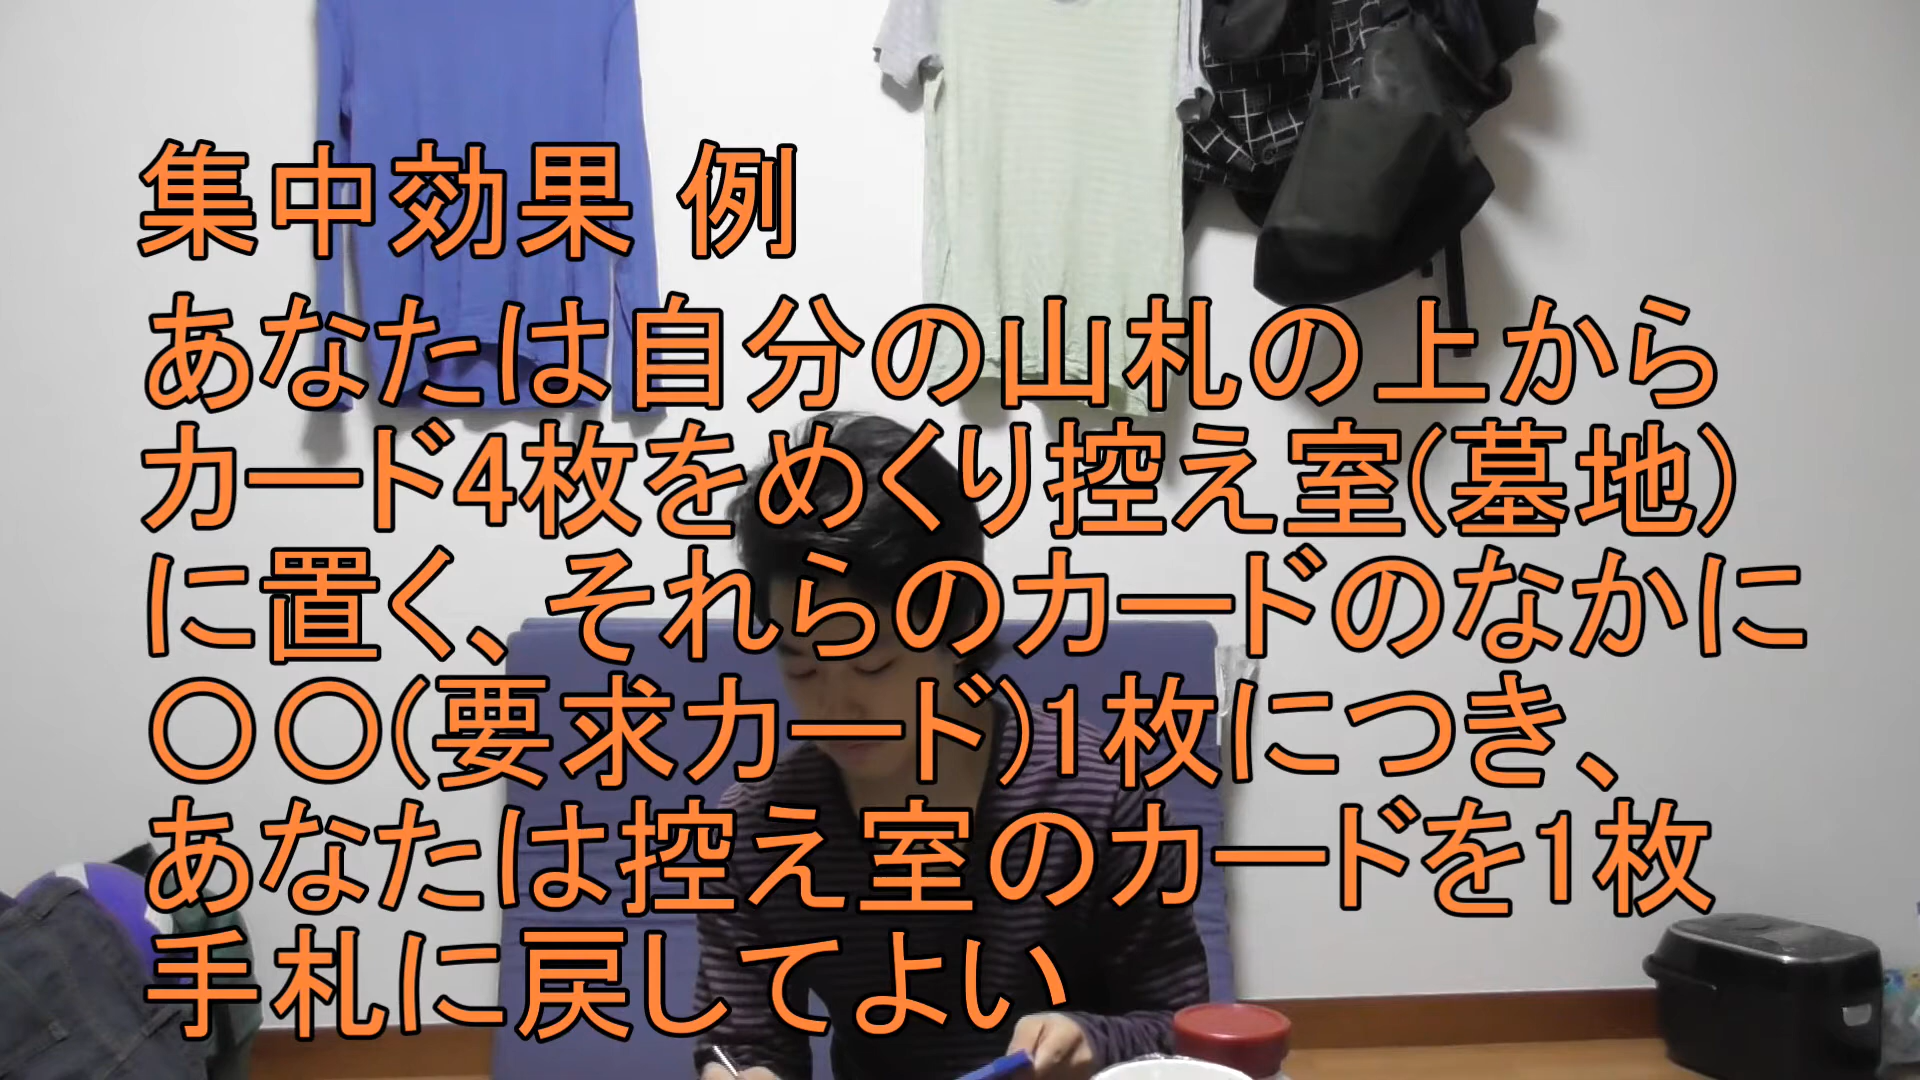 集中効果 例
あなたは自分の山札の上から
カード4枚をめくり控え室(墓地)
に置く、それらのカードのなかに
○○(要求カード)1枚につき、
あなたは控え室のカードを1枚
手札に戻してよい